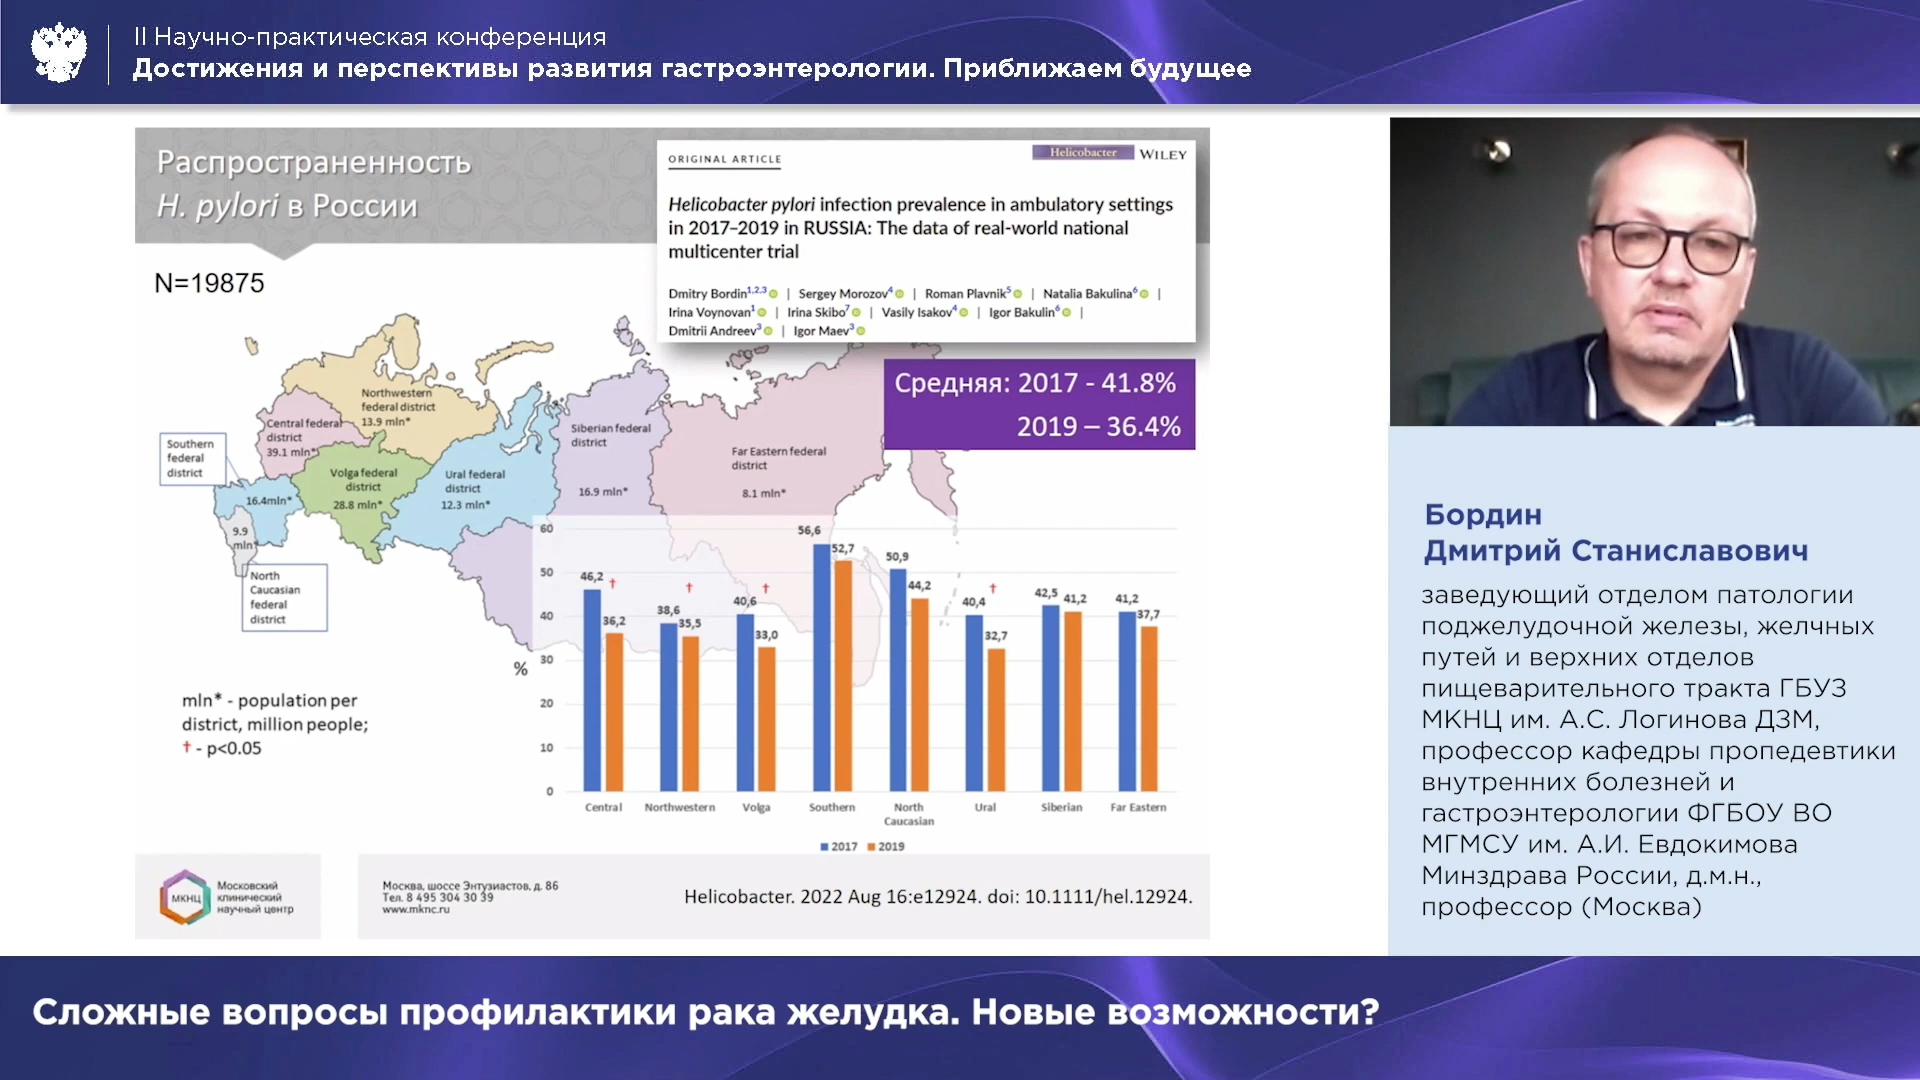 II Научно-практическая конференция
Достижения и перспективы развития гастроэнтерологии. Приближаем будущее
Распространенность
H. pylori в России
N=19875
ORIGINAL ARTICLE
Helicobacter WILEY
Helicobacter pylori infection prevalence in ambulatory settings
in 2017–2019 in RUSSIA: The data of real-world national
multicenter trial
Dmitry Bordin1,2,3 | Sergey Morozov4 | Roman Plavnik5 | Natalia Bakulina6 |
Irina Voynovan1 | Irina Skibo7 | Vasily Isakov4 | Igor Bakulin6 |
Dmitrii Andreev3 | Igor Maev3
Средняя: 2017 - 41.8%
2019 – 36.4%
Northwestern
federal district
13.9 mln*
Central federal
district
39.1 mln*
Southern
federal
district
16.4mln*
Volga federal
district
28.8 mln*
Ural federal
district
12.3 mln*
Siberian federal
district
16.9 mln*
Far Eastern federal
district
8.1 mln*
9.9
mln*
North
Caucasian
federal
district
mln* - population per
district, million people;
† - p<0.05
%
60
50
40
30
20
10
0
46,2 †
36,2
38,6 †
35,5
40,6 †
33,0
56,6
52,7
50,9
44,2
40,4 †
32,7
42,5
41,2
41,2
37,7
Central
Northwestern
Volga
Southern
North
Caucasian
Ural
Siberian
Far Eastern
2017 2019
МКНЦ
Московский
клинический
научный центр
Москва, шоссе Энтузиастов, д. 86
Тел. 8 495 304 30 39
www.mknc.ru
Helicobacter. 2022 Aug 16:e12924. doi: 10.1111/hel.12924.
Бордин
Дмитрий Станиславович
заведующий отделом патологии
поджелудочной железы, желчных
путей и верхних отделов
пищеварительного тракта ГБУЗ
МКНЦ им. А.С. Логинова ДЗМ,
профессор кафедры пропедевтики
внутренних болезней и
гастроэнтерологии ФГБОУ ВО
МГМСУ им. А.И. Евдокимова
Минздрава России, д.м.н.,
профессор (Москва)
Сложные вопросы профилактики рака желудка. Новые возможности?